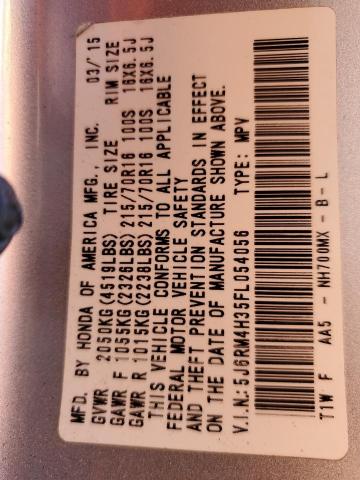 MFD. BY HONDA OF AMERICA MFG., INC. 03/15
GVWR 2050KG(4519LBS) TIRE SIZE RIM SIZE
GAWR F 1055KG(2326LBS) 215/70R16 100S 16X6.5J
GAWR R 1015KG(2238LBS) 215/70R16 100S 16X6.5J
THIS VEHICLE CONFORMS TO ALL APPLICABLE
FEDERAL MOTOR VEHICLE SAFETY
AND THEFT PREVENTION STANDARDS IN EFFECT
ON THE DATE OF MANUFACTURE SHOWN ABOVE.
V.I.N.:5J6RM4H35FL054056 TYPE: MPV
T1W F AA5 - NH700MX - B - L